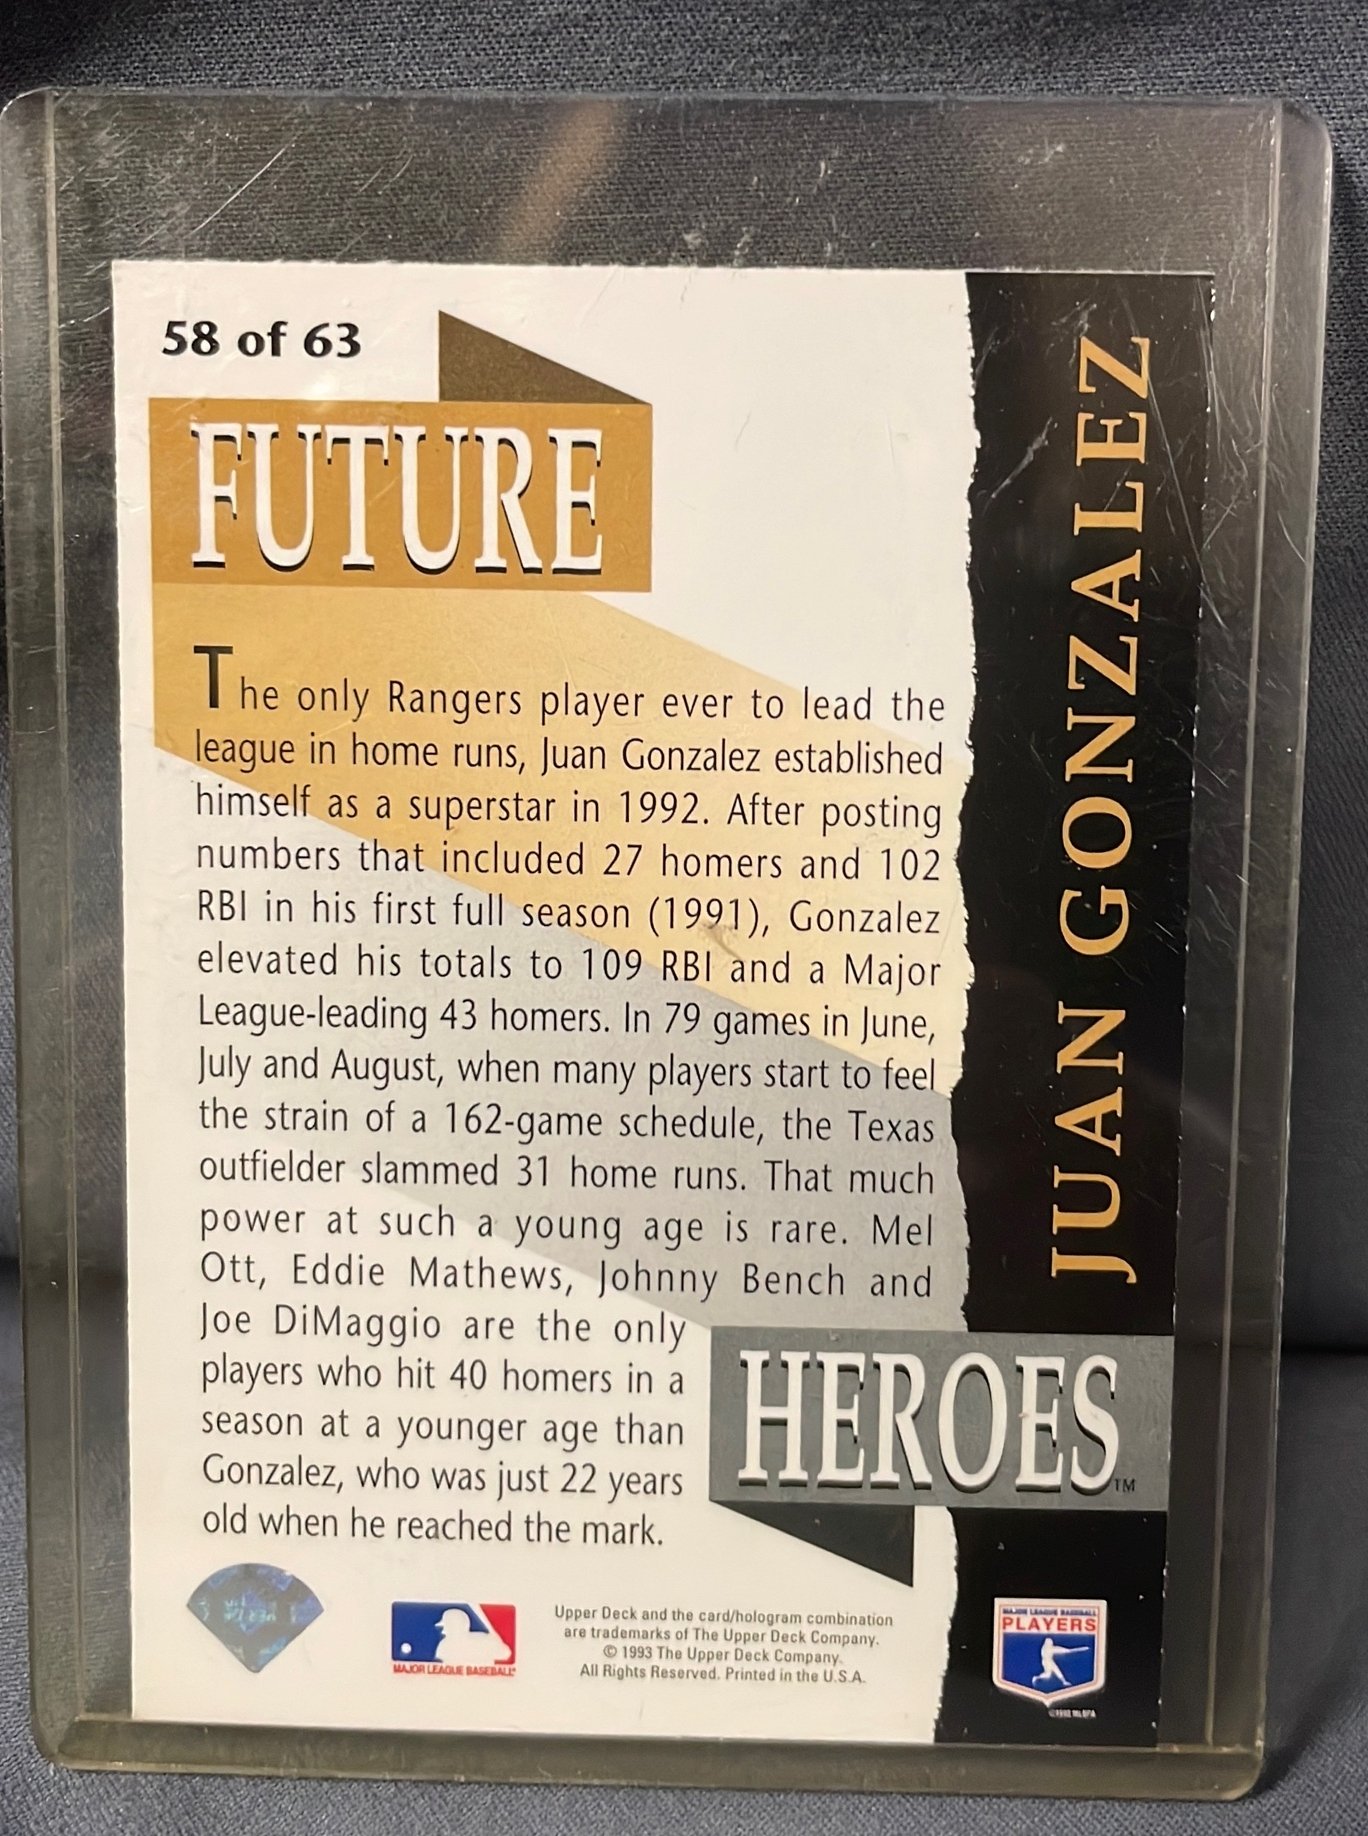 58 of 63
FUTURE
The only Rangers player ever to lead the
league in home runs, Juan Gonzalez established
himself as a superstar in 1992. After posting
numbers that included 27 homers and 102
RBI in his first full season (1991), Gonzalez
elevated his totals to 109 RBI and a Major
League-leading 43 homers. In 79 games in June,
July and August, when many players start to feel
the strain of a 162-game schedule, the Texas
outfielder slammed 31 home runs. That much
power at such a young age is rare. Mel
Ott, Eddie Mathews, Johnny Bench and
Joe DiMaggio are the only
players who hit 40 homers in a
season at a younger age than
Gonzalez, who was just 22 years
old when he reached the mark.
JUAN GONZALEZ
HEROES™
MAJOR LEAGUE BASEBALL®
Upper Deck and the card/hologram combination
are trademarks of The Upper Deck Company.
© 1993 The Upper Deck Company.
All Rights Reserved. Printed in the U.S.A.
MAJOR LEAGUE BASEBALL
PLAYERS
©1992 MLBPA